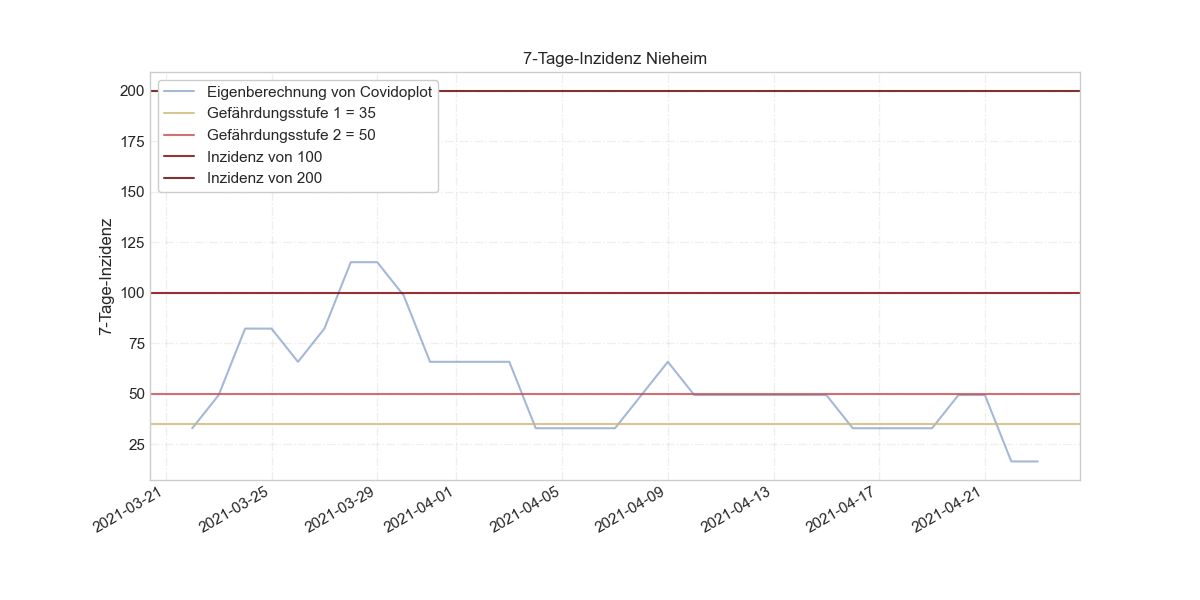 7-Tage-Inzidenz Nieheim
Eigenberechnung von Covidoplot
Gefährdungsstufe 1 = 35
Gefährdungsstufe 2 = 50
Inzidenz von 100
Inzidenz von 200
7-Tage-Inzidenz
200
175
150
125
100
75
50
25
2021-03-21
2021-03-25
2021-03-29
2021-04-01
2021-04-05
2021-04-09
2021-04-13
2021-04-17
2021-04-21